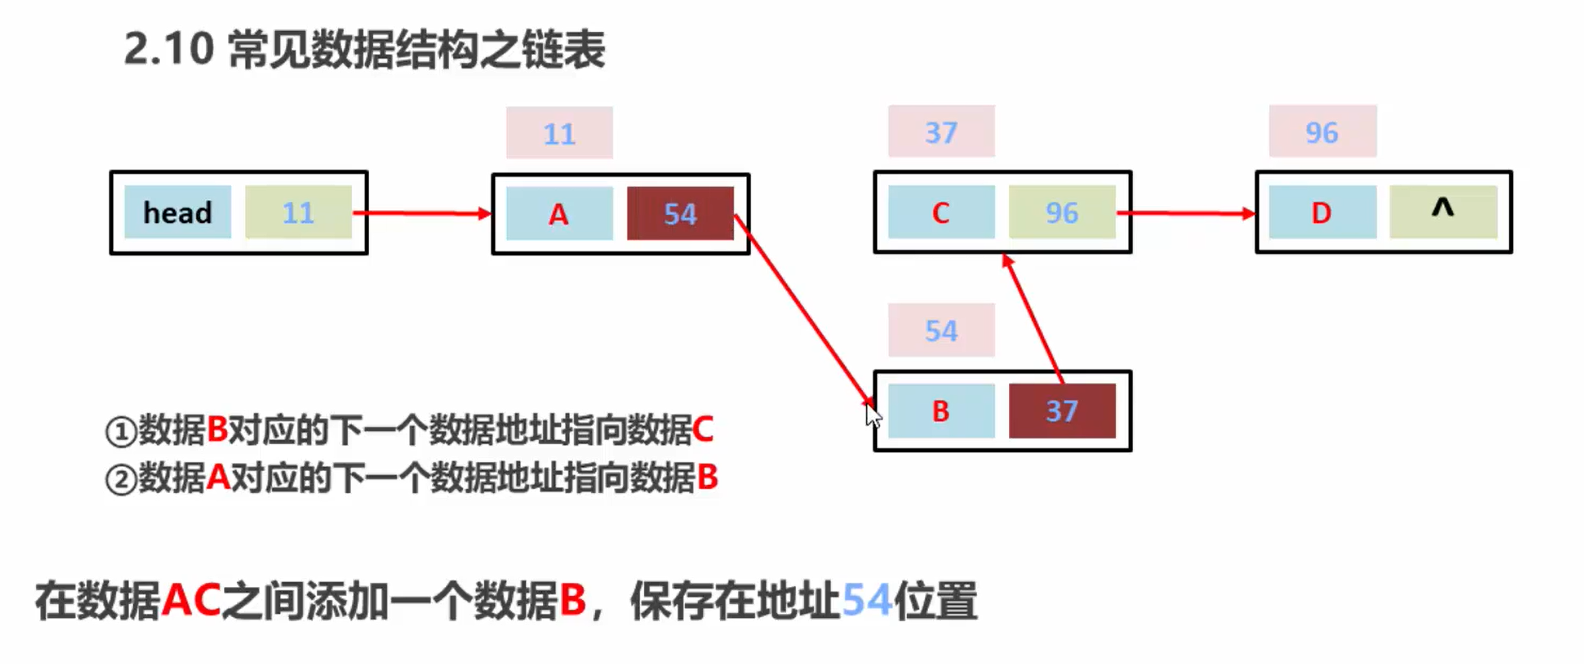 2.10 常见数据结构之链表
11
37
96
head 11
A 54
C 96
D ^
54
B 37
①数据B对应的下一个数据地址指向数据C
②数据A对应的下一个数据地址指向数据B
在数据AC之间添加一个数据B，保存在地址54位置